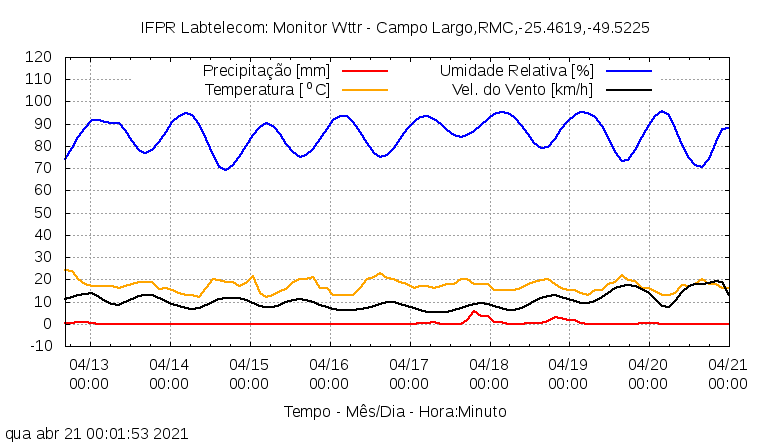 IFPR Labtelecom: Monitor Wttr - Campo Largo,RMC,-25.4619,-49.5225
120
110
100
90
80
70
60
50
40
30
20
10
0
-10
Precipitação [mm]
Temperatura [ ⁰C]
Umidade Relativa [%]
Vel. do Vento [km/h]
04/13 04/14 04/15 04/16 04/17 04/18 04/19 04/20 04/21
00:00 00:00 00:00 00:00 00:00 00:00 00:00 00:00 00:00
Tempo - Mês/Dia - Hora:Minuto
qua abr 21 00:01:53 2021